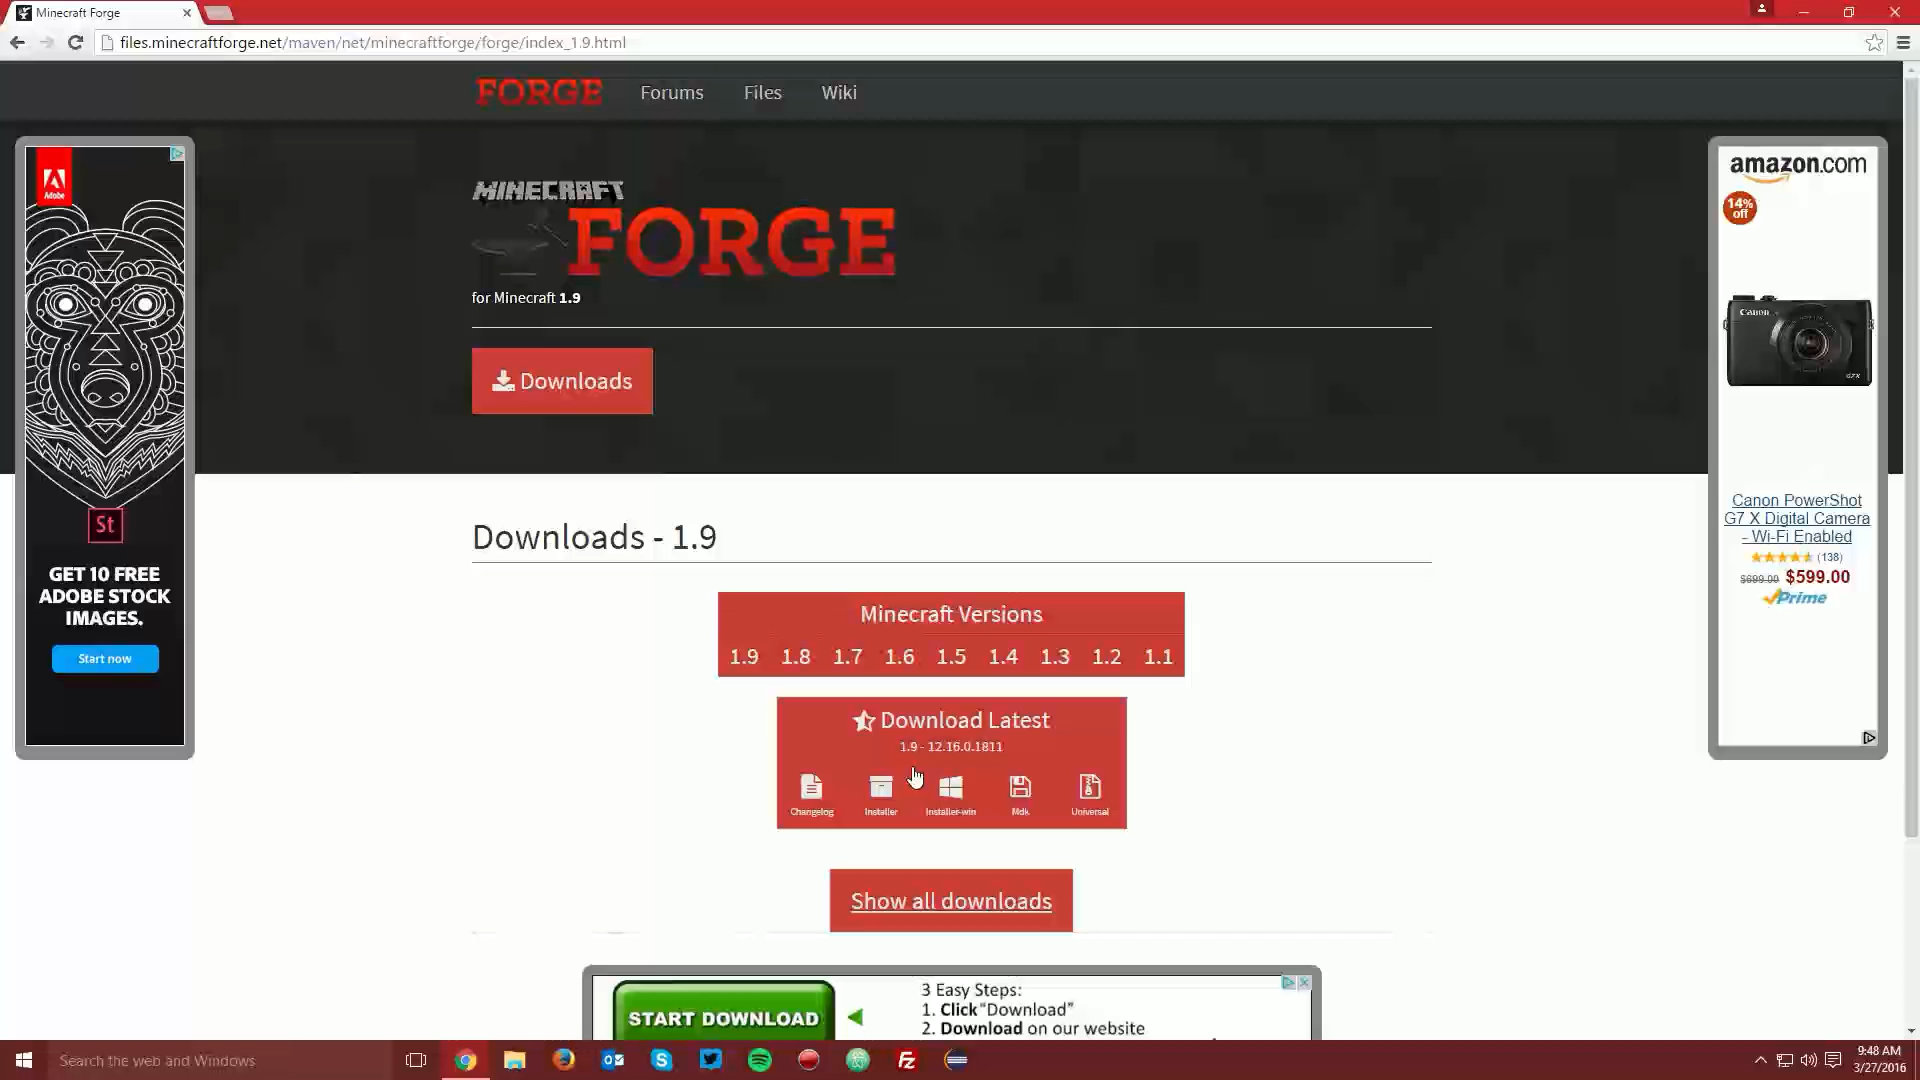 Minecraft Forge
files.minecraftforge.net/maven/net/minecraftforge/forge/index_1.9.html
FORGE Forums Files Wiki
Adobe
St
GET 10 FREE
ADOBE STOCK
IMAGES.
Start now
MINECRAFT
FORGE
for Minecraft 1.9
Downloads
amazon.com
14%
off
Canon
G7X
Canon PowerShot
G7 X Digital Camera
- Wi-Fi Enabled
(138)
$699.00 $599.00
Prime
Downloads - 1.9
Minecraft Versions
1.9 1.8 1.7 1.6 1.5 1.4 1.3 1.2 1.1
Download Latest
1.9 - 12.16.0.1811
Changelog Installer Installer-win Mdk Universal
Show all downloads
START DOWNLOAD
3 Easy Steps:
1. Click "Download"
2. Download on our website
Search the web and Windows
9:48 AM
3/27/2016